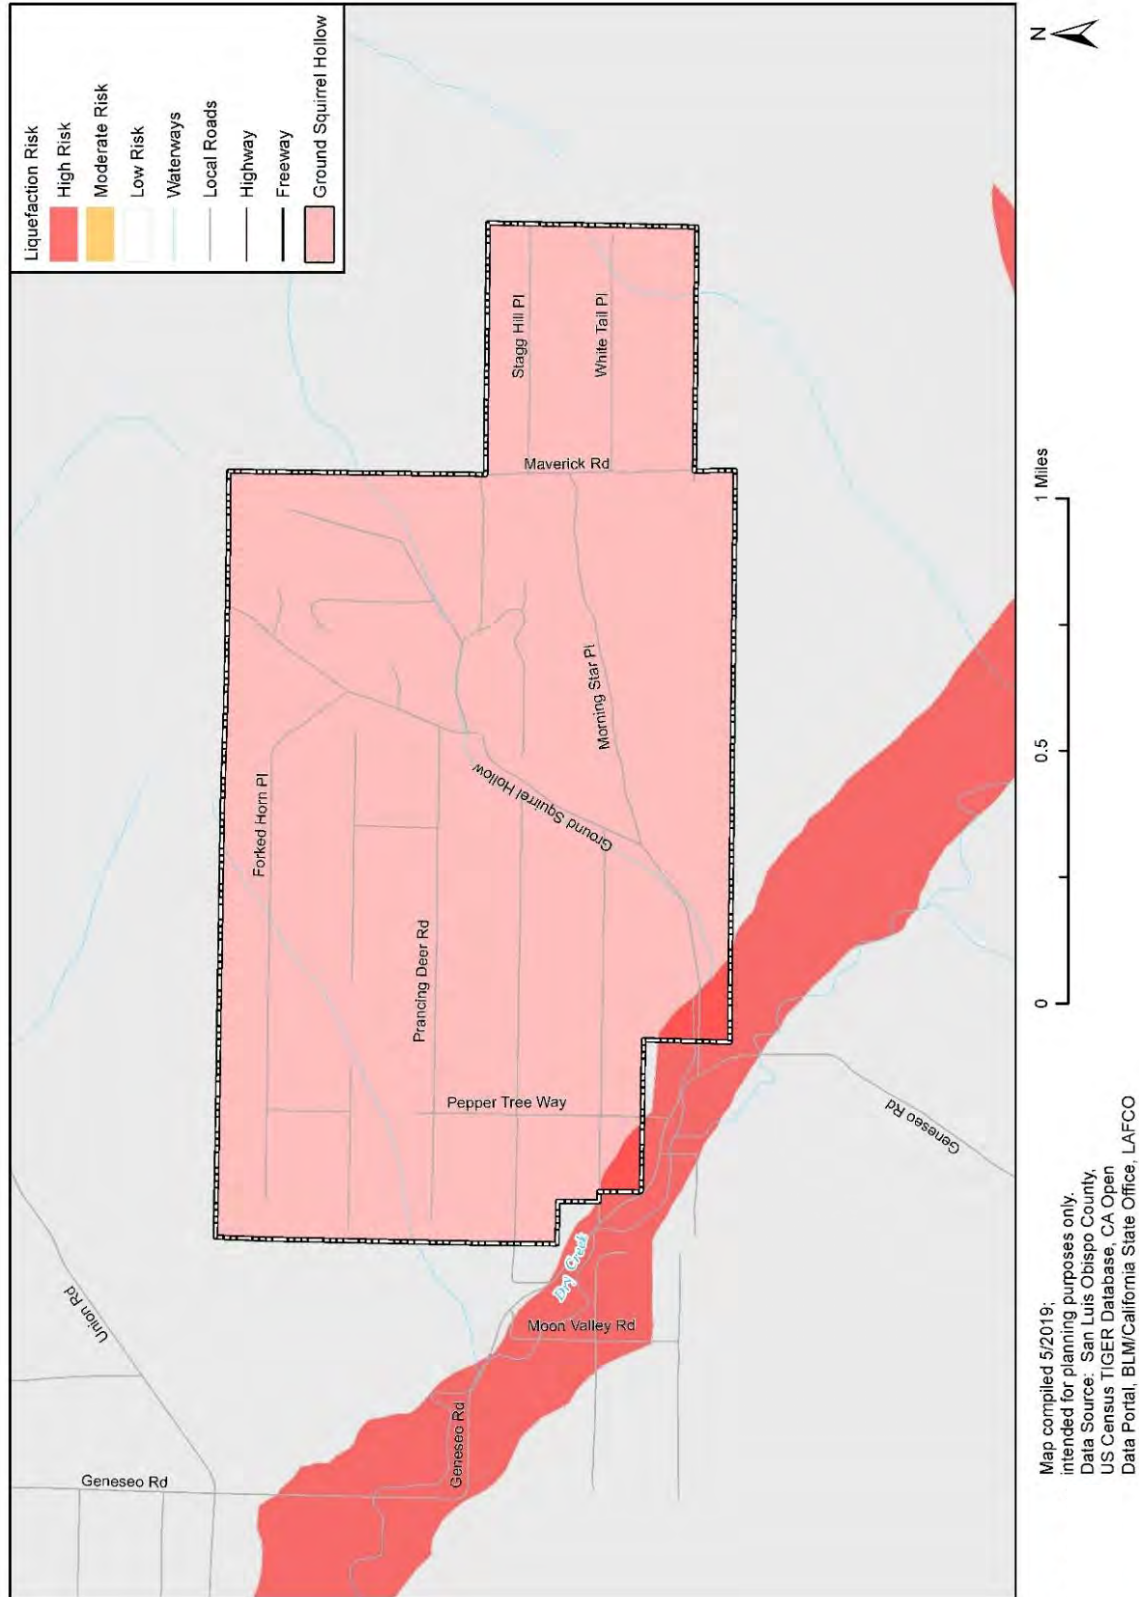 Liquefaction Risk
High Risk
Moderate Risk
Low Risk
Waterways
Local Roads
Highway
Freeway
Ground Squirrel Hollow
N
Union Rd
Geneseo Rd
Forked Horn Pl
Prancing Deer Rd
Pepper Tree Way
Ground Squirrel Hollow
Morning Star Pl
Maverick Rd
Stagg Hill Pl
White Tail Pl
Geneseo Rd
Moon Valley Rd
Dry Creek
Geneseo Rd
0
0.5
1 Miles
Map compiled 5/2019;
intended for planning purposes only.
Data Source: San Luis Obispo County,
US Census TIGER Database, CA Open
Data Portal, BLM/California State Office, LAFCO